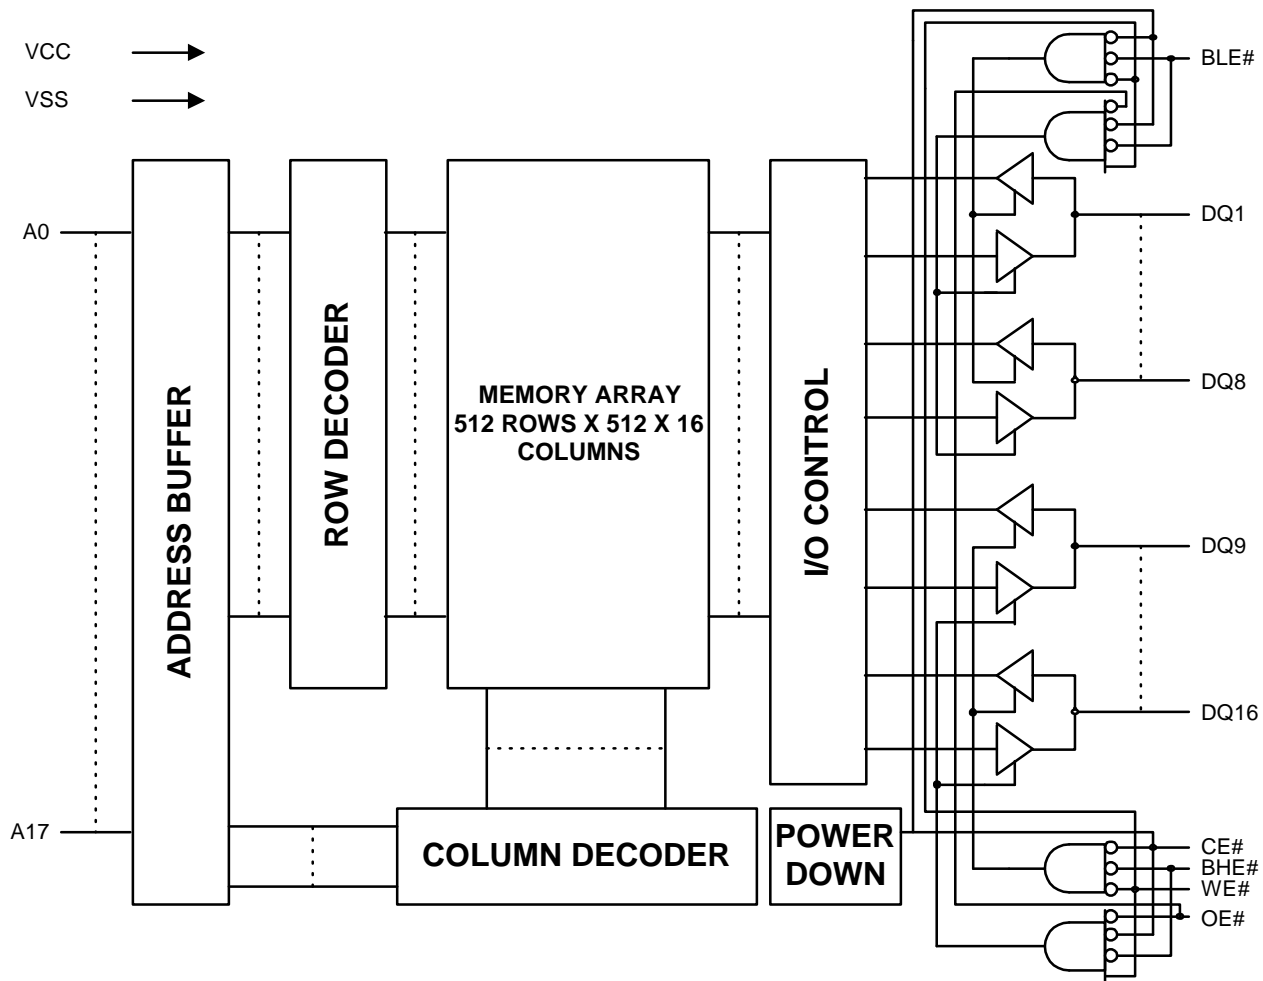 VCC
VSS
BLE#
A0
A17
ADDRESS BUFFER
ROW DECODER
MEMORY ARRAY
512 ROWS X 512 X 16
COLUMNS
I/O CONTROL
COLUMN DECODER
POWER
DOWN
DQ1
DQ8
DQ9
DQ16
CE#
BHE#
WE#
OE#